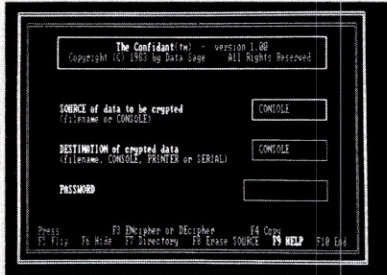 The Confidant(tm) - version 1.00
Copyright (C) 1983 by Data Sage All Rights Reserved
SOURCE of data to be crypted
(filename or CONSOLE)
CONSOLE
DESTINATION of crypted data
(filename, CONSOLE, PRINTER or SERIAL)
CONSOLE
PASSWORD
Press F3 ENcipher or DEcipher F4 Copy
F5 Flip F6 Hide F7 Directory F8 Erase SOURCE F9 HELP F10 End